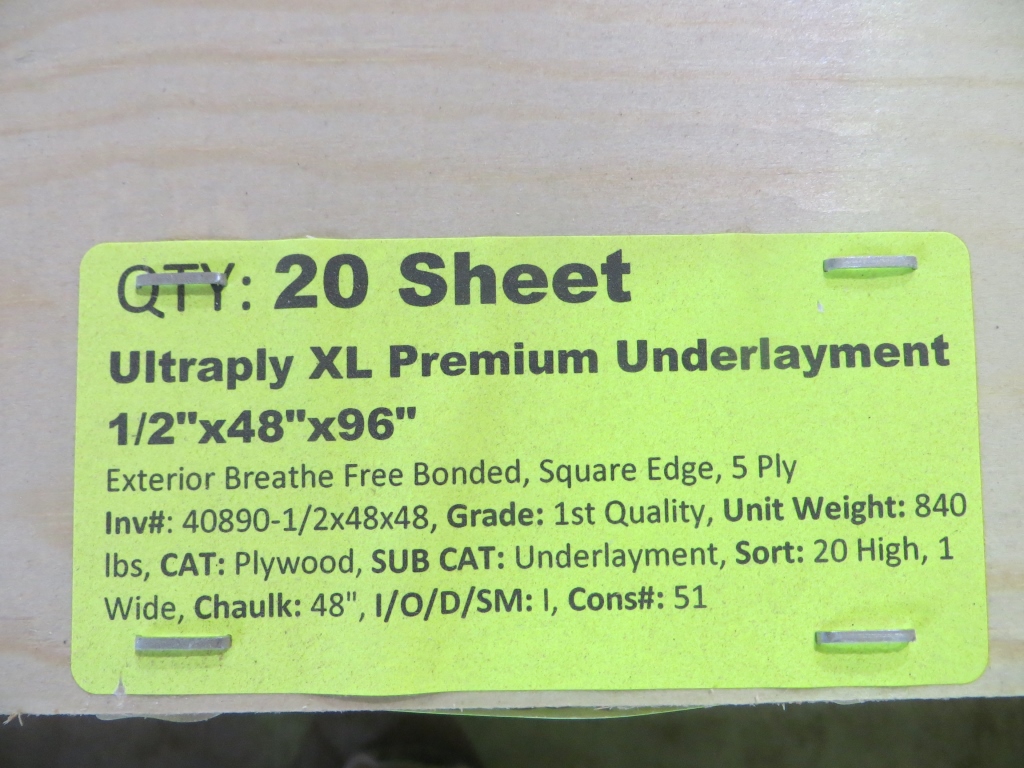 QTY: 20 Sheet
Ultraply XL Premium Underlayment
1/2"x48"x96"
Exterior Breathe Free Bonded, Square Edge, 5 Ply
Inv#: 40890-1/2x48x48, Grade: 1st Quality, Unit Weight: 840
lbs, CAT: Plywood, SUB CAT: Underlayment, Sort: 20 High, 1
Wide, Chaulk: 48", I/O/D/SM: I, Cons#: 51